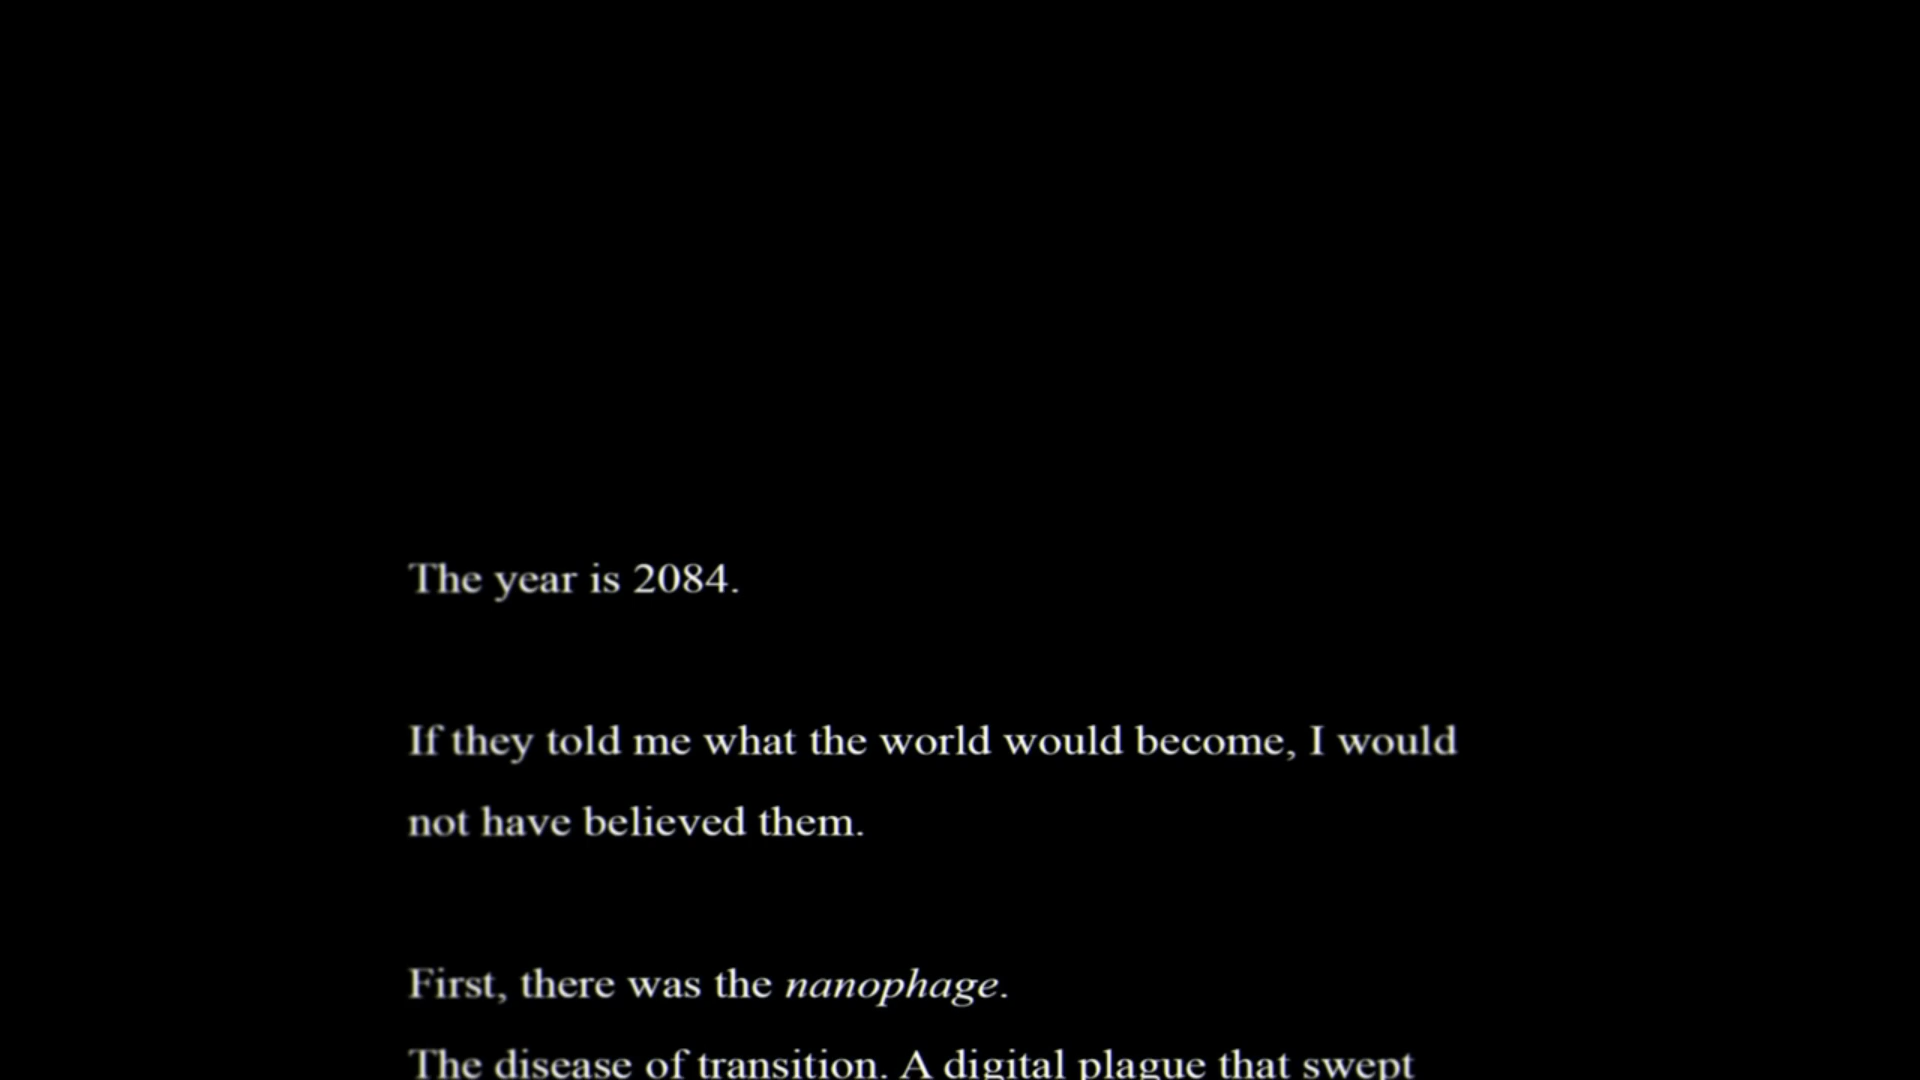 The year is 2084.
If they told me what the world would become, I would
not have believed them.
First, there was the nanophage.
The disease of transition. A digital plague that swept